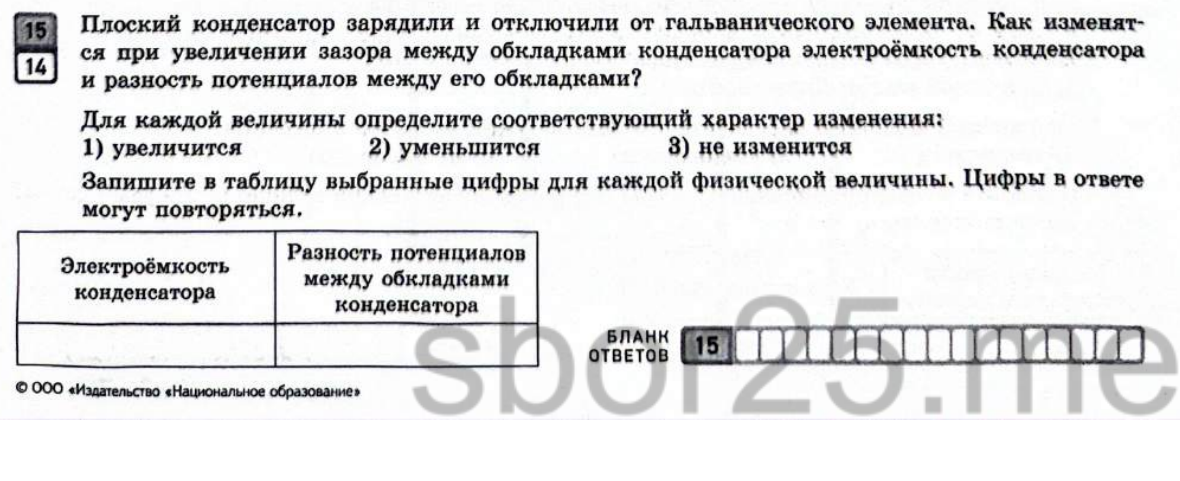 15
14
Плоский конденсатор зарядили и отключили от гальванического элемента. Как изменят-
ся при увеличении зазора между обкладками конденсатора электроёмкость конденсатора
и разность потенциалов между его обкладками?
Для каждой величины определите соответствующий характер изменения:
1) увеличится 2) уменьшится 3) не изменится
Запишите в таблицу выбранные цифры для каждой физической величины. Цифры в ответе
могут повторяться.
Электроёмкость
конденсатора
Разность потенциалов
между обкладками
конденсатора
БЛАНК
ОТВЕТОВ
15
© ООО «Издательство «Национальное образование»
sbor25.me